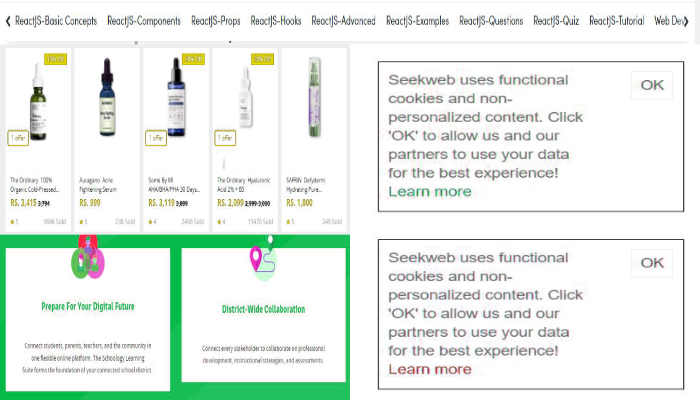 ReactJS-Basic Concepts ReactJS-Components ReactJS-Props ReactJS-Hooks ReactJS-Advanced ReactJS-Examples ReactJS-Questions ReactJS-Quiz ReactJS-Tutorial Web Dev
1 offer
1 offer
1 offer
The Ordinary 100%
Organic Cold-Pressed...
RS. 3,415 3,794
5 1696 Sold
Auragano Acne
Fightening Serum
RS. 999
5 238 Sold
Some By Mi
AHA/BHA/PHA 30 Days...
RS. 3,119 3,899
4 2496 Sold
The Ordinary Hyaluronic
Acid 2% + B5
RS. 2,099 2,999-3,000
4 15470 Sold
SAFRIN Defyderm
Hydrating Pure...
RS. 1,800
5 249 Sold
Prepare For Your Digital Future
Connect students, parents, teachers, and the community in
one flexible online platform. The Schoology Learning
Suite forms the foundation of your connected school district.
District-Wide Collaboration
Connect every stakeholder to collaborate on professional
development, instructional strategies, and assessments.
Seekweb uses functional
cookies and non-
personalized content. Click
'OK' to allow us and our
partners to use your data
for the best experience!
Learn more
OK
Seekweb uses functional
cookies and non-
personalized content. Click
'OK' to allow us and our
partners to use your data
for the best experience!
Learn more
OK